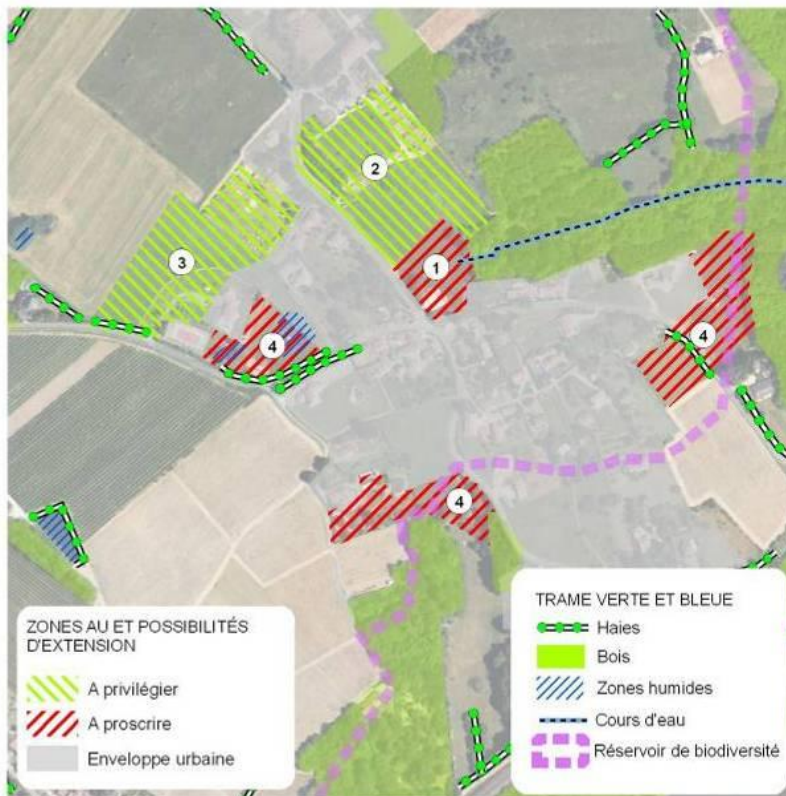 2
3
1
4
4
4
ZONES AU ET POSSIBILITÉS
D'EXTENSION
A privilégier
A proscrire
Enveloppe urbaine
TRAME VERTE ET BLEUE
Haies
Bois
Zones humides
Cours d'eau
Réservoir de biodiversité